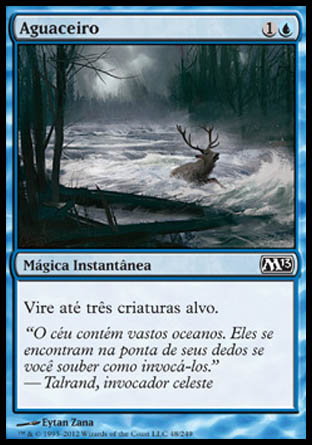 Aguaceiro 1
Mágica Instantânea M13
Vire até três criaturas alvo.
“O céu contém vastos oceanos. Eles se
encontram na ponta de seus dedos se
você souber como invocá-los.”
— Talrand, invocador celeste
Eytan Zana
™ & © 1993–2012 Wizards of the Coast LLC 48/249